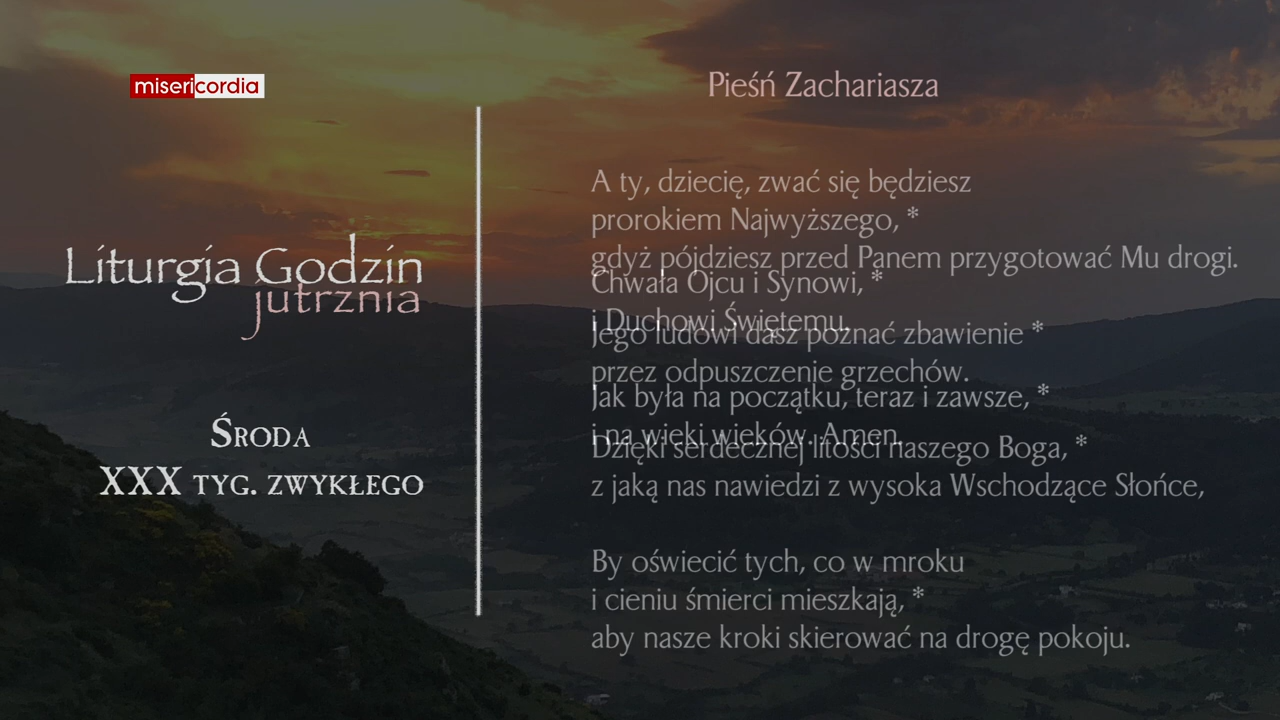 misericordia
Liturgia Godzin
jutrznia
Środa
XXX tyg. zwykłego
Pieśń Zachariasza
A ty, dziecię, zwać się będziesz
prorokiem Najwyższego, *
gdyż pójdziesz przed Panem przygotować Mu drogi.
Chwała Ojcu i Synowi, *
i Duchowi Świętemu.
Jego ludowi dasz poznać zbawienie *
przez odpuszczenie grzechów.
Jak była na początku, teraz i zawsze, *
i na wieki wieków. Amen.
Dzięki serdecznej litości naszego Boga, *
z jaką nas nawiedzi z wysoka Wschodzące Słońce,
By oświecić tych, co w mroku
i cieniu śmierci mieszkają, *
aby nasze kroki skierować na drogę pokoju.